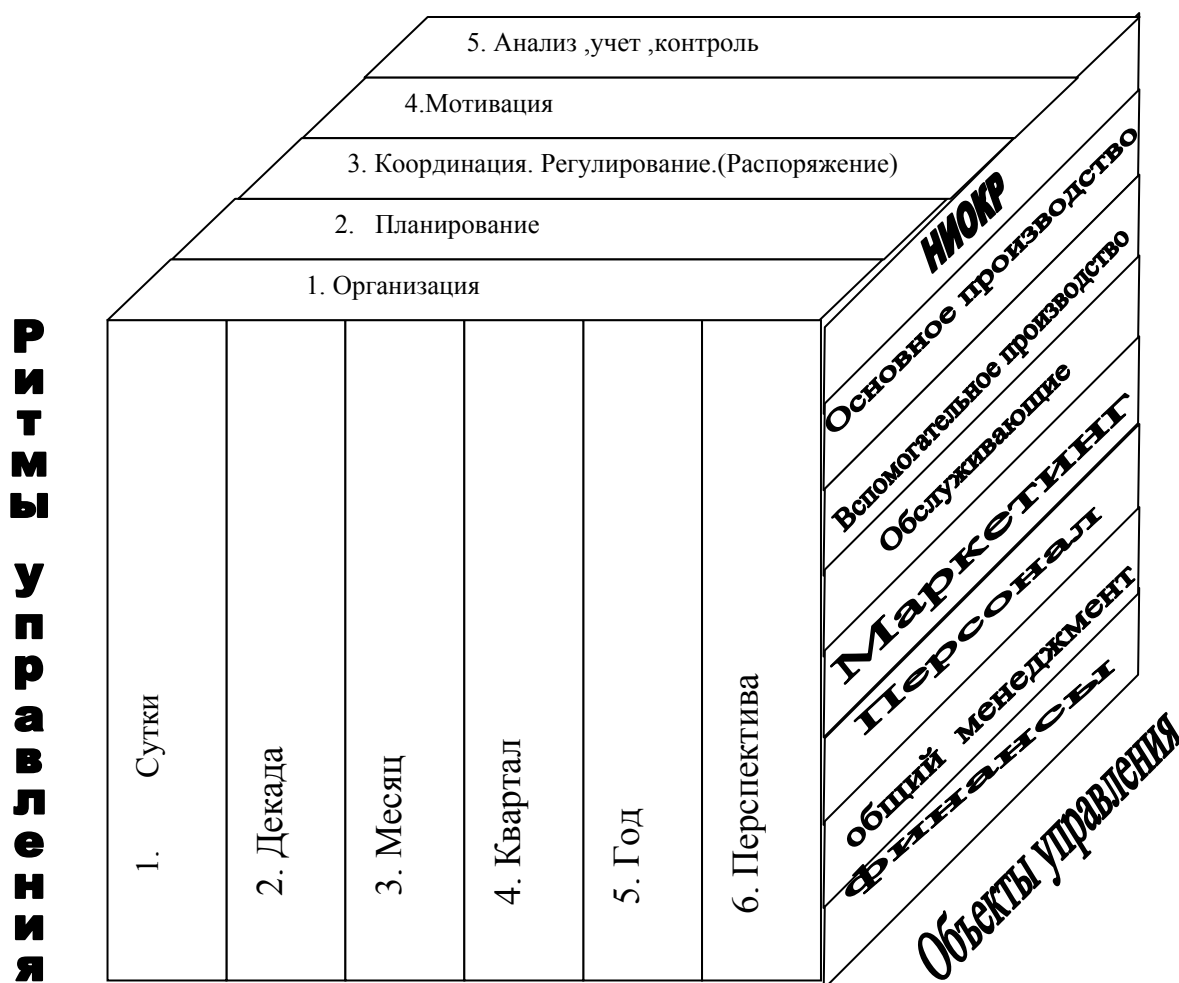 5. Анализ ,учет ,контроль
4.Мотивация
3. Координация. Регулирование.(Распоряжение)
2. Планирование
1. Организация
Ритмы управления
1. Сутки
2. Декада
3. Месяц
4. Квартал
5. Год
6. Перспектива
НИОКР
Основное производство
Вспомогательное производство
Обслуживающие
Маркетинг
Персонал
общий менеджмент
финансы
Объекты управления